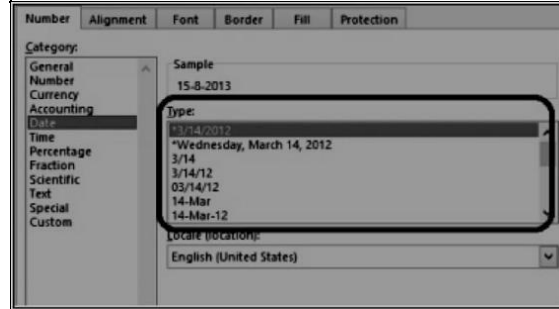 Number Alignment Font Border Fill Protection
Category:
General
Number
Currency
Accounting
Date
Time
Percentage
Fraction
Scientific
Text
Special
Custom
Sample
15-8-2013
Type:
*3/14/2012
*Wednesday, March 14, 2012
3/14
3/14/12
03/14/12
14-Mar
14-Mar-12
Locale (location):
English (United States)